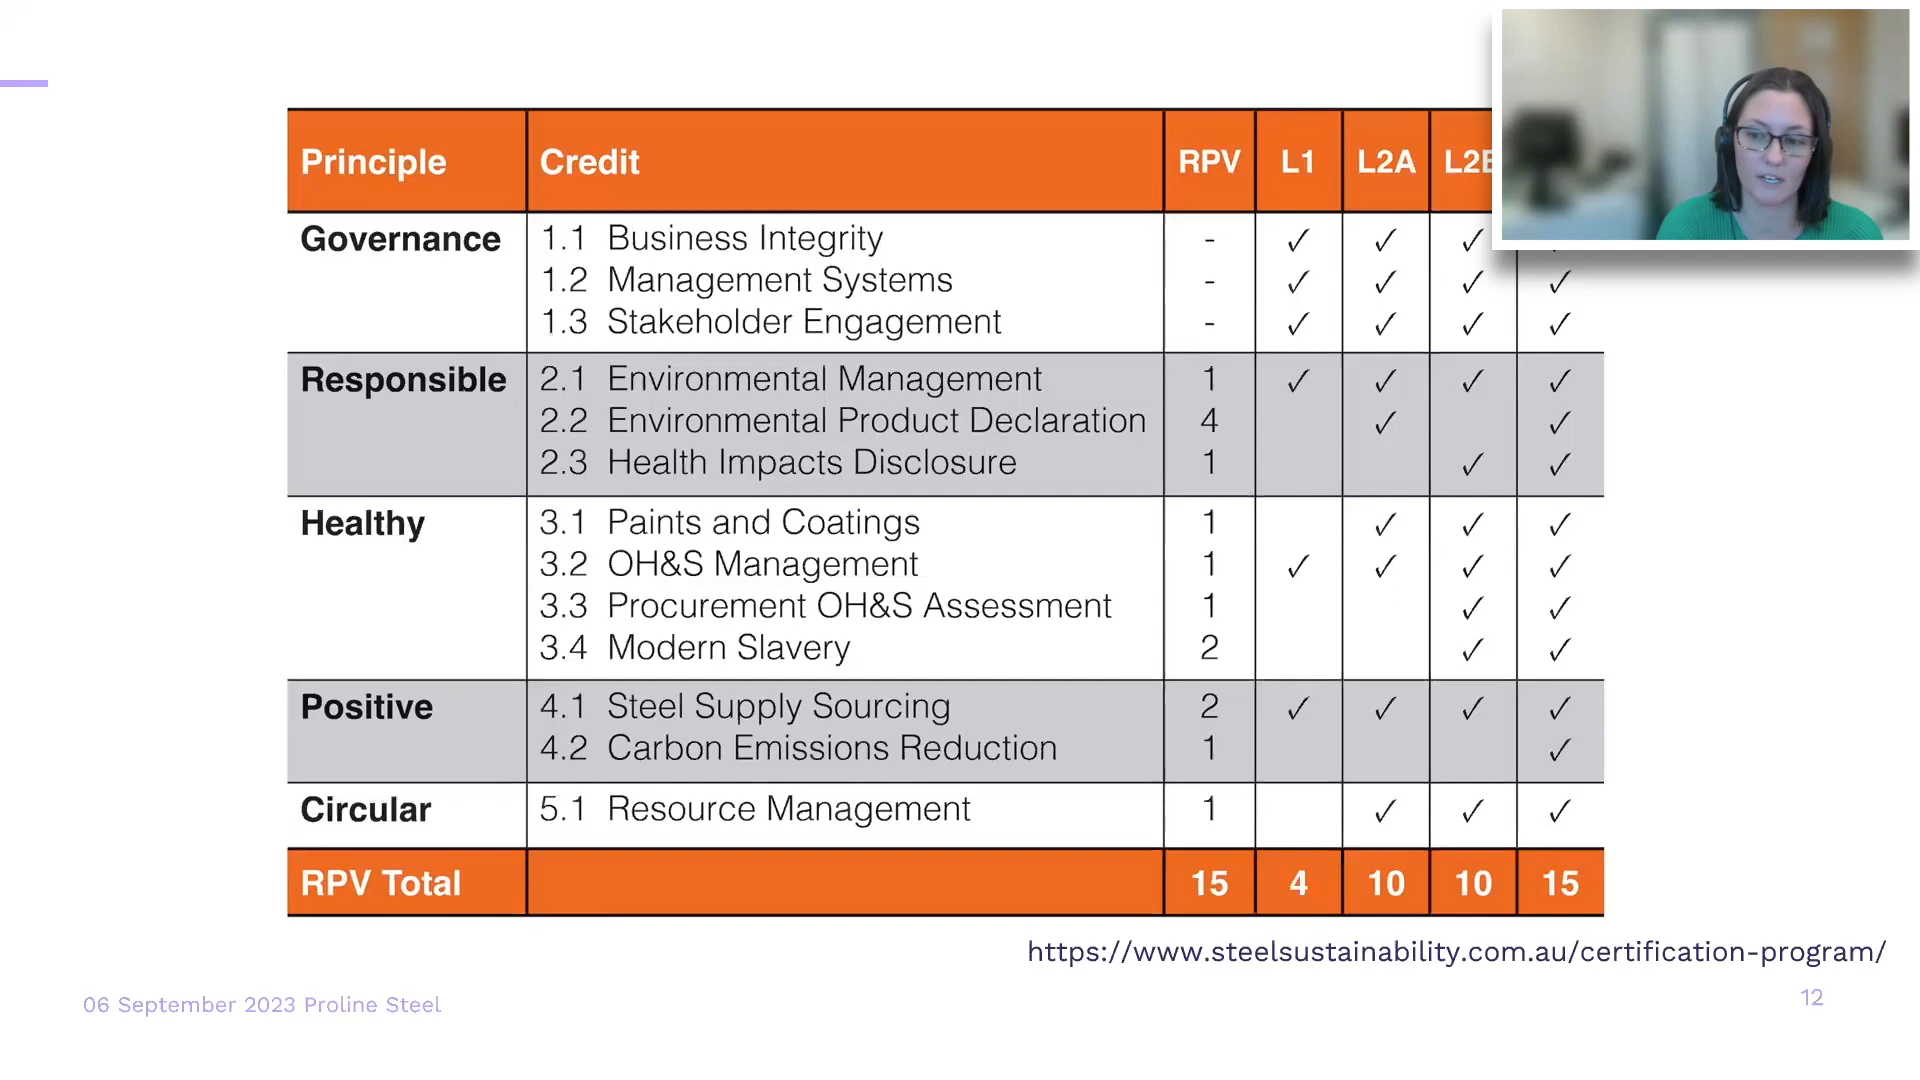 Principle Credit RPV L1 L2A
Governance 1.1 Business Integrity - ✓ ✓ ✓
1.2 Management Systems - ✓ ✓ ✓ ✓
1.3 Stakeholder Engagement - ✓ ✓ ✓ ✓
Responsible 2.1 Environmental Management 1 ✓ ✓ ✓ ✓
2.2 Environmental Product Declaration 4 ✓ ✓
2.3 Health Impacts Disclosure 1 ✓ ✓
Healthy 3.1 Paints and Coatings 1 ✓ ✓ ✓
3.2 OH&S Management 1 ✓ ✓ ✓ ✓
3.3 Procurement OH&S Assessment 1 ✓ ✓
3.4 Modern Slavery 2 ✓ ✓
Positive 4.1 Steel Supply Sourcing 2 ✓ ✓ ✓ ✓
4.2 Carbon Emissions Reduction 1 ✓
Circular 5.1 Resource Management 1 ✓ ✓ ✓
RPV Total 15 4 10 10 15
https://www.steelsustainability.com.au/certification-program/
06 September 2023 Proline Steel
12